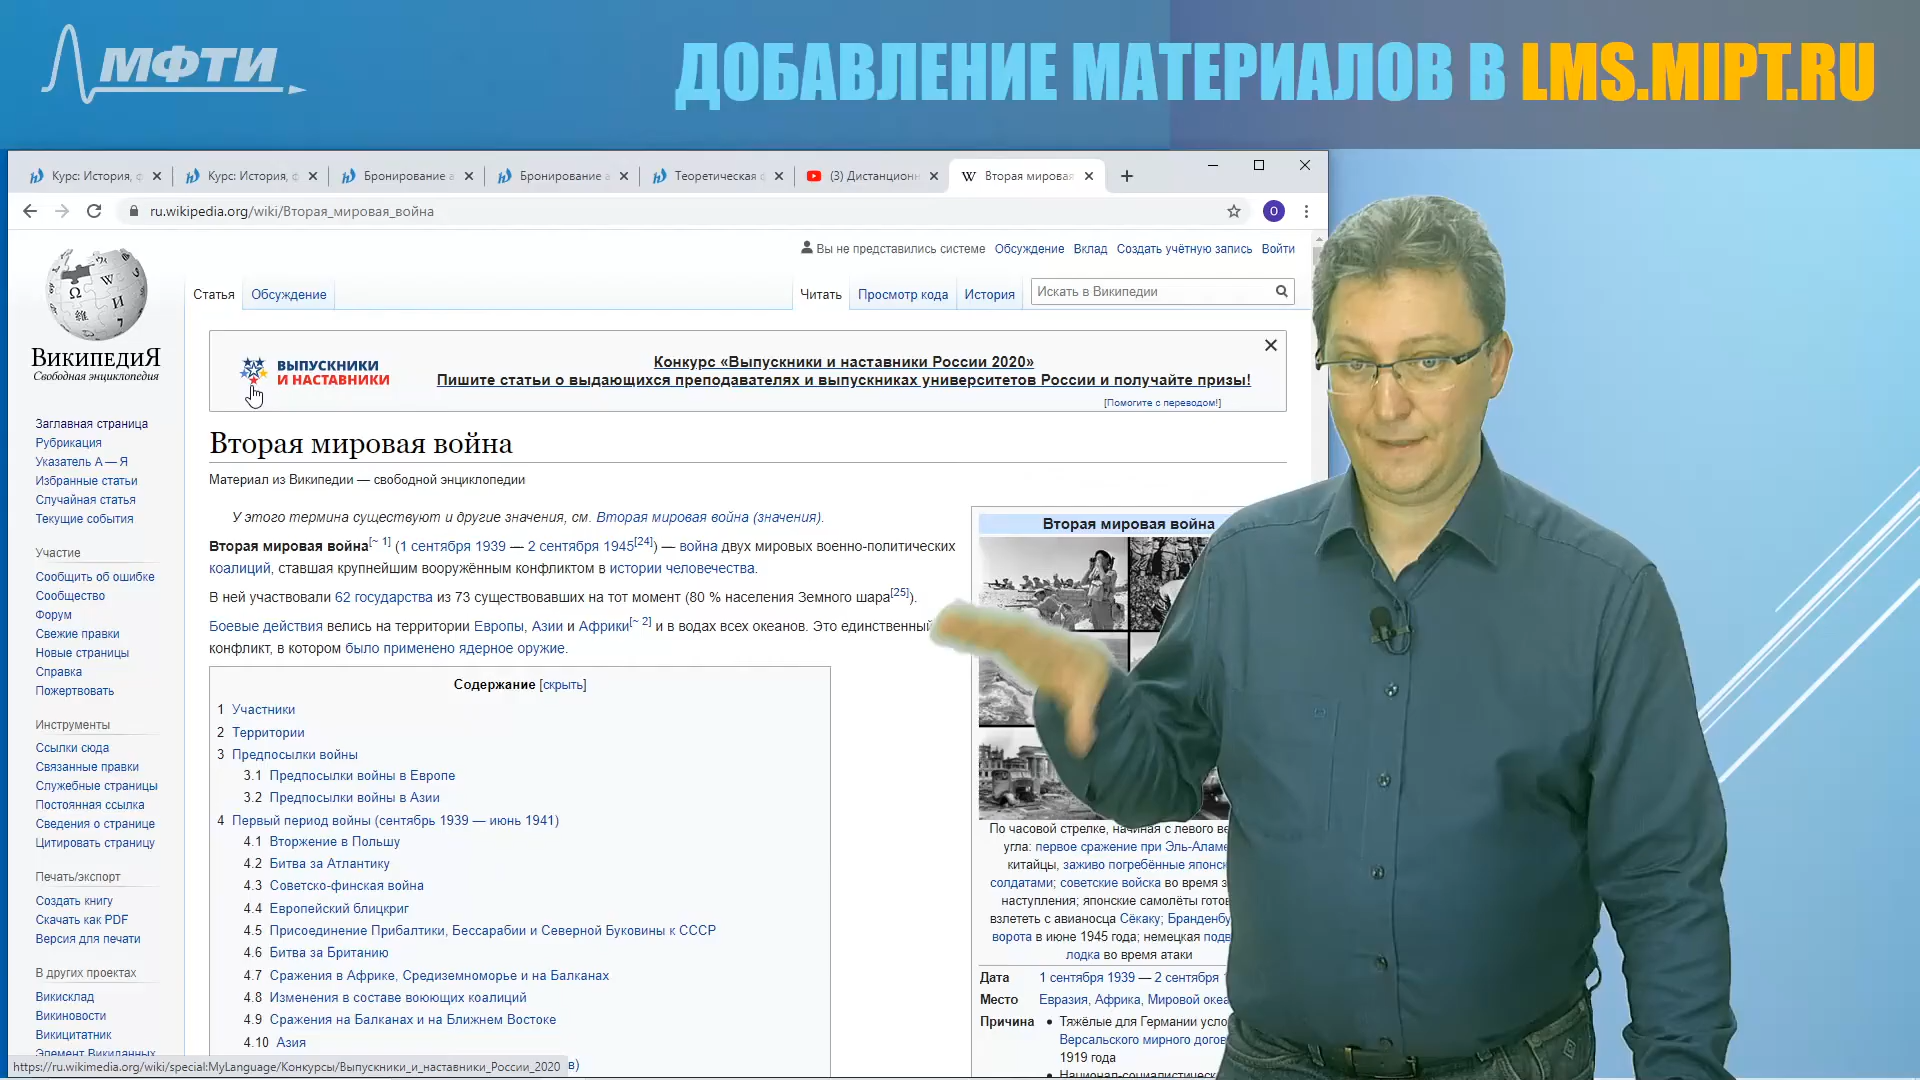 МФТИ
ДОБАВЛЕНИЕ МАТЕРИАЛОВ В LMS.MIPT.RU
Курс: История, ф
Курс: История, ф
Бронирование а
Бронирование а
Теоретическая ф
(3) Дистанционн
Вторая мировая
ru.wikipedia.org/wiki/Вторая_мировая_война
O
Вы не представились системе Обсуждение Вклад Создать учётную запись Войти
Статья Обсуждение Читать Просмотр кода История Искать в Википедии
ВикипедиЯ
Свободная энциклопедия
Заглавная страница
Рубрикация
Указатель А — Я
Избранные статьи
Случайная статья
Текущие события
Участие
Сообщить об ошибке
Сообщество
Форум
Свежие правки
Новые страницы
Справка
Пожертвовать
Инструменты
Ссылки сюда
Связанные правки
Служебные страницы
Постоянная ссылка
Сведения о странице
Цитировать страницу
Печать/экспорт
Создать книгу
Скачать как PDF
Версия для печати
В других проектах
Викисклад
Викиновости
Викицитатник
Элемент Викиданных
ВЫПУСКНИКИ
И НАСТАВНИКИ
Конкурс «Выпускники и наставники России 2020»
Пишите статьи о выдающихся преподавателях и выпускниках университетов России и получайте призы!
[Помогите с переводом!]
Вторая мировая война
Материал из Википедии — свободной энциклопедии
У этого термина существуют и другие значения, см. Вторая мировая война (значения).
Вторая мировая война[~ 1] (1 сентября 1939 — 2 сентября 1945[24]) — война двух мировых военно-политических
коалиций, ставшая крупнейшим вооружённым конфликтом в истории человечества.
В ней участвовали 62 государства из 73 существовавших на тот момент (80 % населения Земного шара[25]).
Боевые действия велись на территории Европы, Азии и Африки[~ 2] и в водах всех океанов. Это единственный
конфликт, в котором было применено ядерное оружие.
Содержание [скрыть]
1 Участники
2 Территории
3 Предпосылки войны
3.1 Предпосылки войны в Европе
3.2 Предпосылки войны в Азии
4 Первый период войны (сентябрь 1939 — июнь 1941)
4.1 Вторжение в Польшу
4.2 Битва за Атлантику
4.3 Советско-финская война
4.4 Европейский блицкриг
4.5 Присоединение Прибалтики, Бессарабии и Северной Буковины к СССР
4.6 Битва за Британию
4.7 Сражения в Африке, Средиземноморье и на Балканах
4.8 Изменения в составе воюющих коалиций
4.9 Сражения на Балканах и на Ближнем Востоке
4.10 Азия
Вторая мировая война
По часовой стрелке, начиная с левого ве
угла: первое сражение при Эль-Аламе
китайцы, заживо погребённые японск
солдатами; советские войска во время з
наступления; японские самолёты готов
взлететь с авианосца Сёкаку; Бранденбу
ворота в июне 1945 года; немецкая подв
лодка во время атаки
Дата 1 сентября 1939 — 2 сентября
Место Евразия, Африка, Мировой океа
Причина • Тяжёлые для Германии усло
Версальского мирного догов
1919 года
• Национал-социалистическ
https://ru.wikimedia.org/wiki/special:MyLanguage/Конкурсы/Выпускники_и_наставники_России_2020